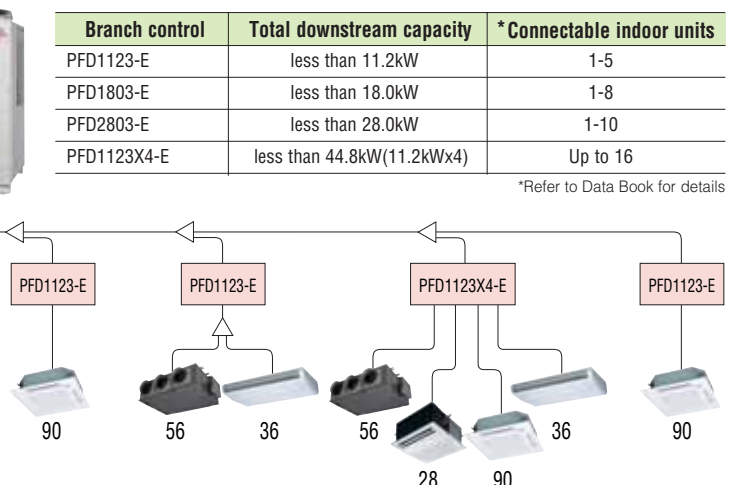 Branch control Total downstream capacity *Connectable indoor units
PFD1123-E less than 11.2kW 1-5
PFD1803-E less than 18.0kW 1-8
PFD2803-E less than 28.0kW 1-10
PFD1123X4-E less than 44.8kW(11.2kWx4) Up to 16
*Refer to Data Book for details
PFD1123-E PFD1123-E PFD1123X4-E PFD1123-E
90 56 36 56 36 90
28 90